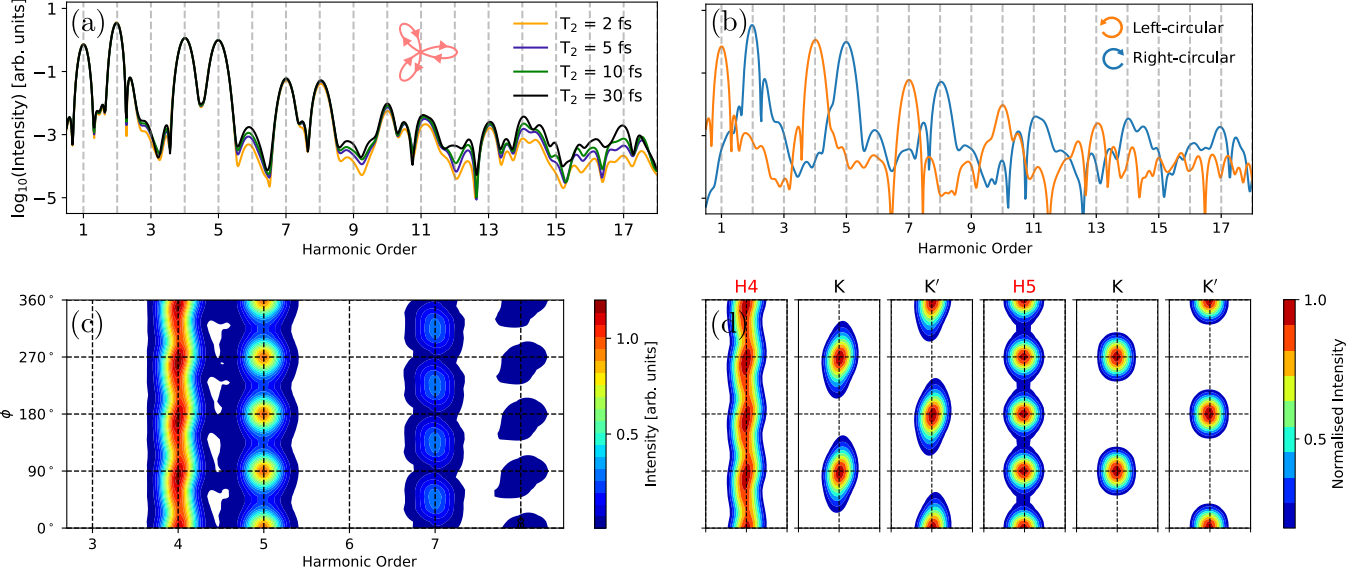 (a)
log₁₀(Intensity) [arb. units]
1
−1
−3
−5
T₂ = 2 fs
T₂ = 5 fs
T₂ = 10 fs
T₂ = 30 fs
1 3 5 7 9 11 13 15 17
Harmonic Order
(b)
Left-circular
Right-circular
1 3 5 7 9 11 13 15 17
Harmonic Order
(c)
ϕ
360°
270°
180°
90°
0°
3 4 5 6 7
Harmonic Order
1.0
0.5
Intensity [arb. units]
H4 K K′ H5 K K′
(d)
1.0
0.5
Normalised Intensity